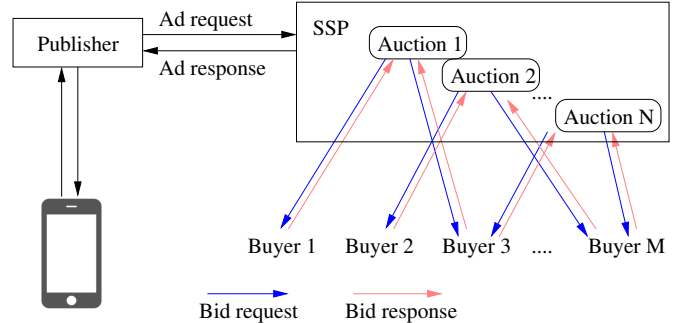 Ad request
Publisher
Ad response
SSP
Auction 1
Auction 2
....
Auction N
Buyer 1
Buyer 2
Buyer 3
....
Buyer M
Bid request
Bid response